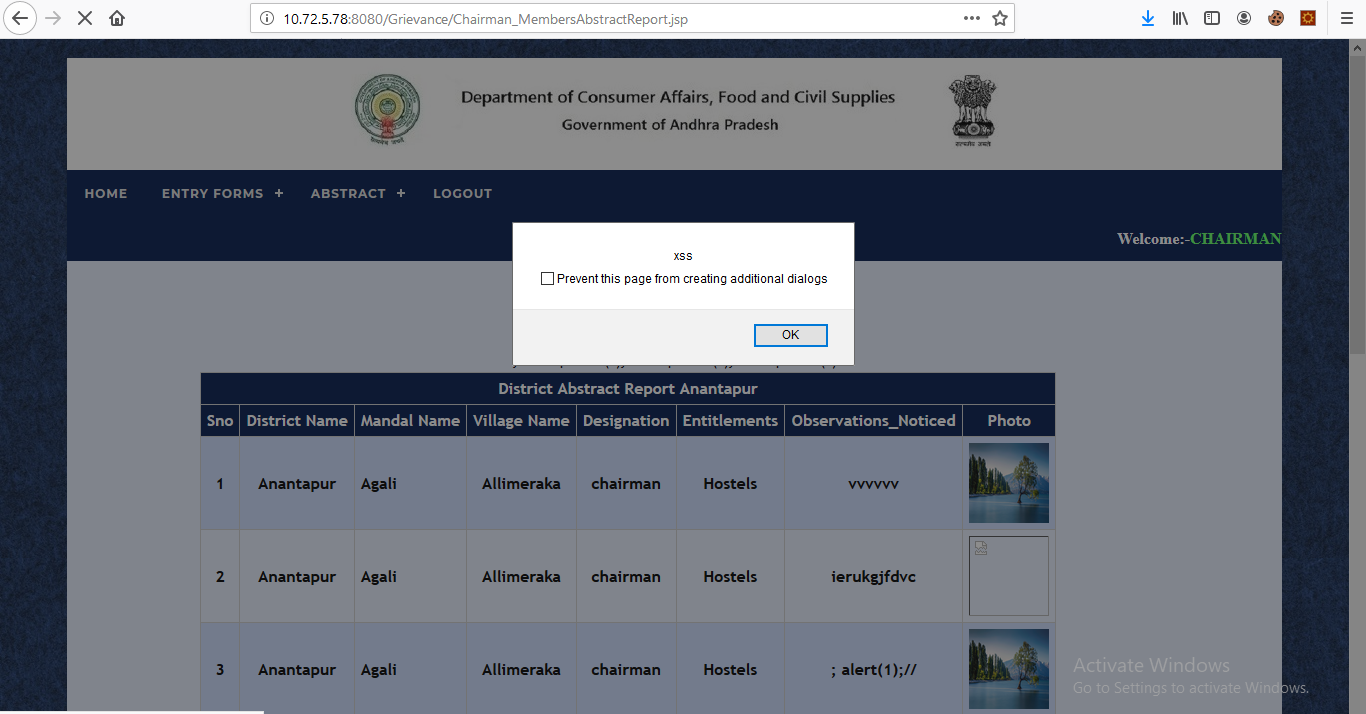 10.72.5.78:8080/Grievance/Chairman_MembersAbstractReport.jsp
Department of Consumer Affairs, Food and Civil Supplies
Government of Andhra Pradesh
HOME ENTRY FORMS + ABSTRACT + LOGOUT
Welcome:-CHAIRMAN
xss
Prevent this page from creating additional dialogs
OK
District Abstract Report Anantapur
Sno District Name Mandal Name Village Name Designation Entitlements Observations_Noticed Photo
1 Anantapur Agali Allimeraka chairman Hostels vvvvvv
2 Anantapur Agali Allimeraka chairman Hostels ierukgjfdvc
3 Anantapur Agali Allimeraka chairman Hostels ; alert(1);//
Activate Windows
Go to Settings to activate Windows.